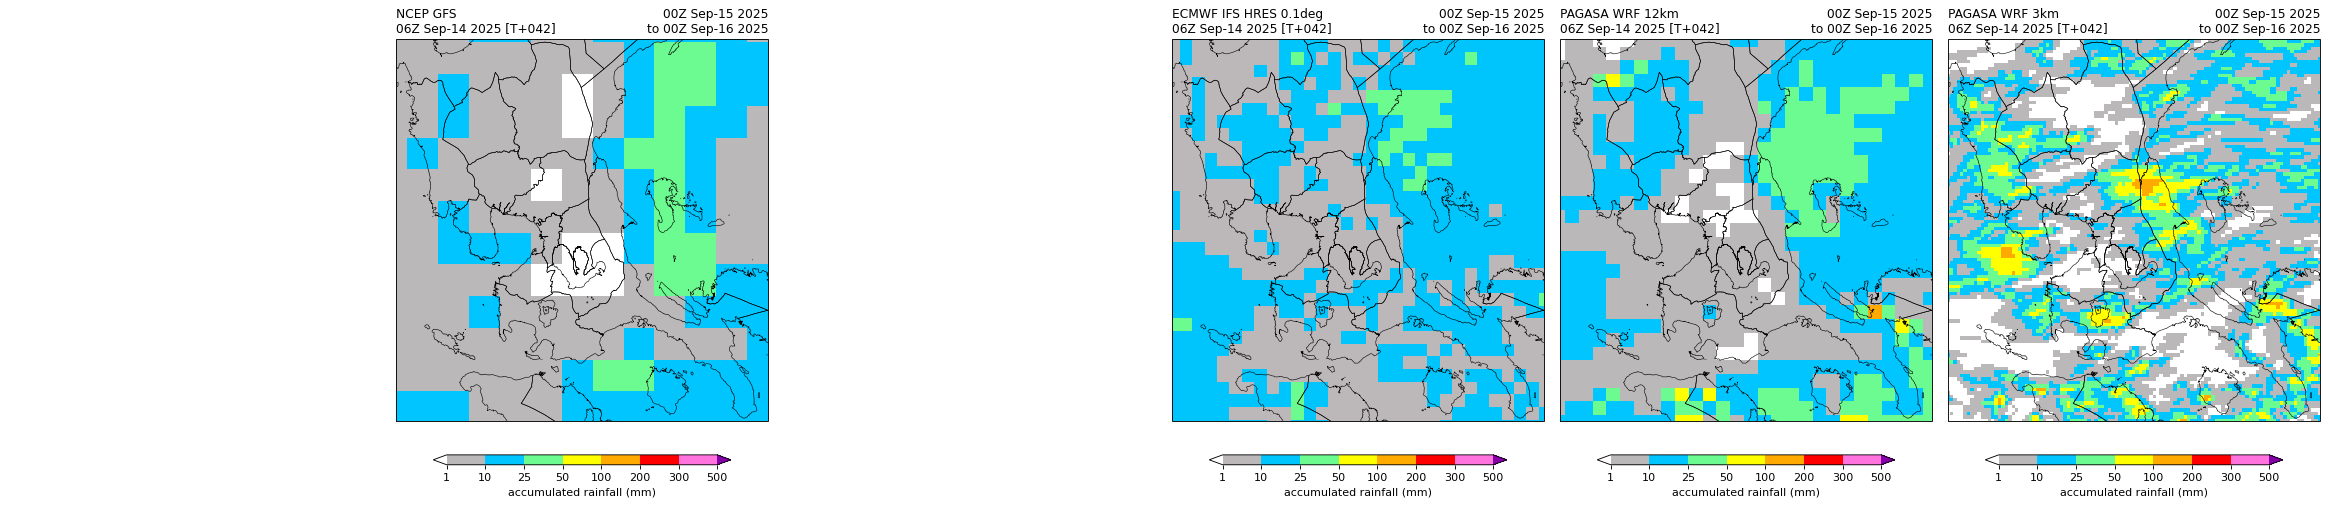 NCEP GFS 00Z Sep-15 2025
06Z Sep-14 2025 [T+042] to 00Z Sep-16 2025
1 10 25 50 100 200 300 500
accumulated rainfall (mm)
ECMWF IFS HRES 0.1deg 00Z Sep-15 2025
06Z Sep-14 2025 [T+042] to 00Z Sep-16 2025
1 10 25 50 100 200 300 500
accumulated rainfall (mm)
PAGASA WRF 12km 00Z Sep-15 2025
06Z Sep-14 2025 [T+042] to 00Z Sep-16 2025
1 10 25 50 100 200 300 500
accumulated rainfall (mm)
PAGASA WRF 3km 00Z Sep-15 2025
06Z Sep-14 2025 [T+042] to 00Z Sep-16 2025
1 10 25 50 100 200 300 500
accumulated rainfall (mm)